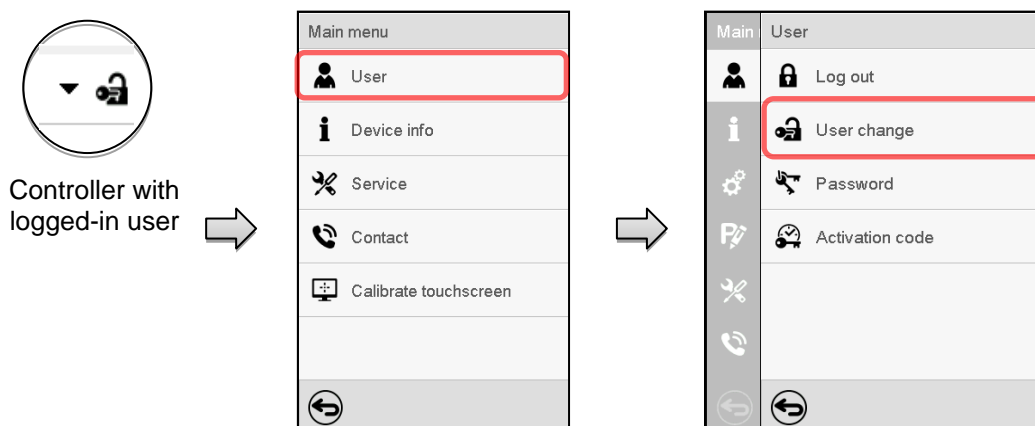 Controller with
logged-in user
Main menu
User
Device info
Service
Contact
Calibrate touchscreen
Main
User
Log out
User change
Password
Activation code